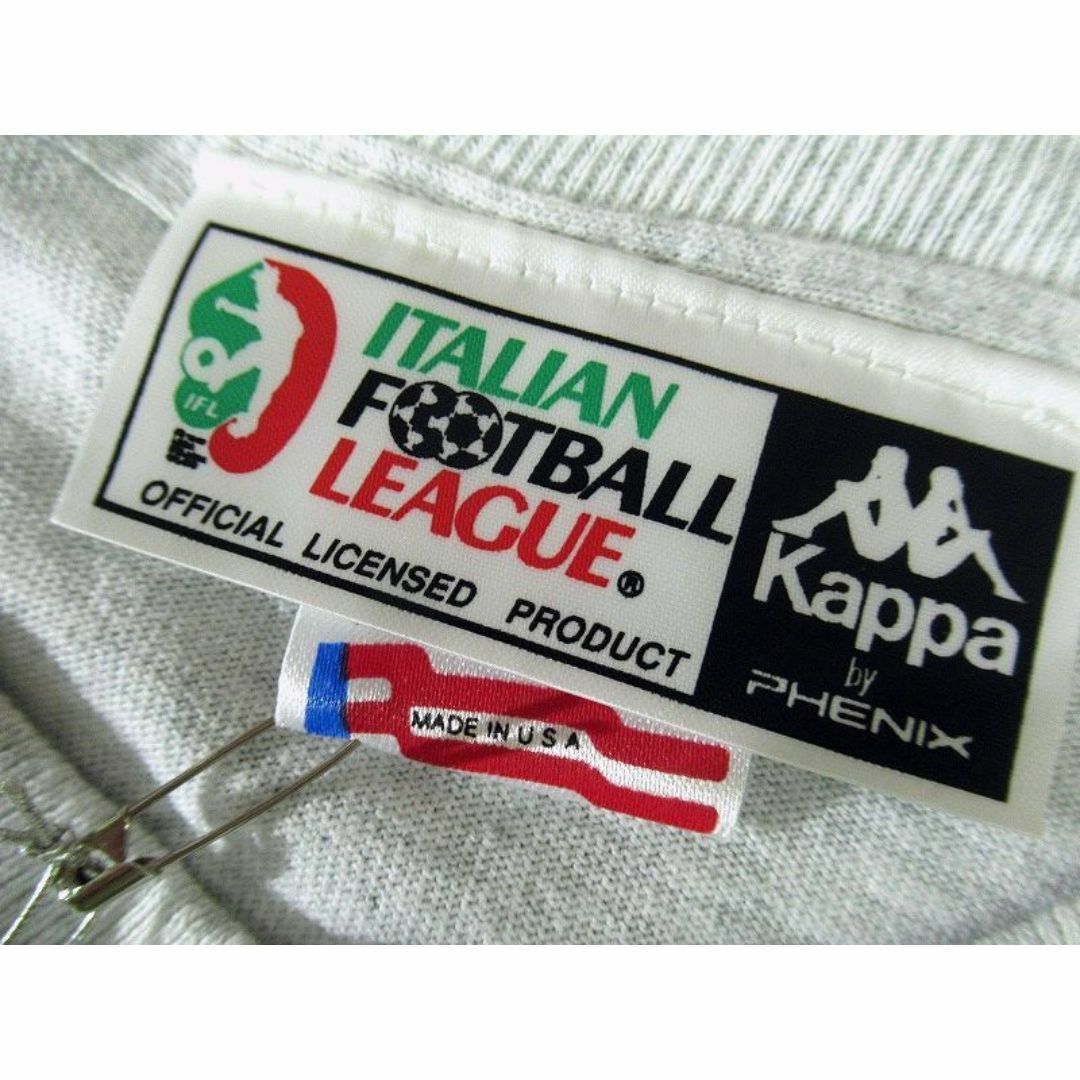 IFL
ITALIAN
FOOTBALL
LEAGUE®
OFFICIAL LICENSED PRODUCT
Kappa
by
PHENIX
MADE IN U S A